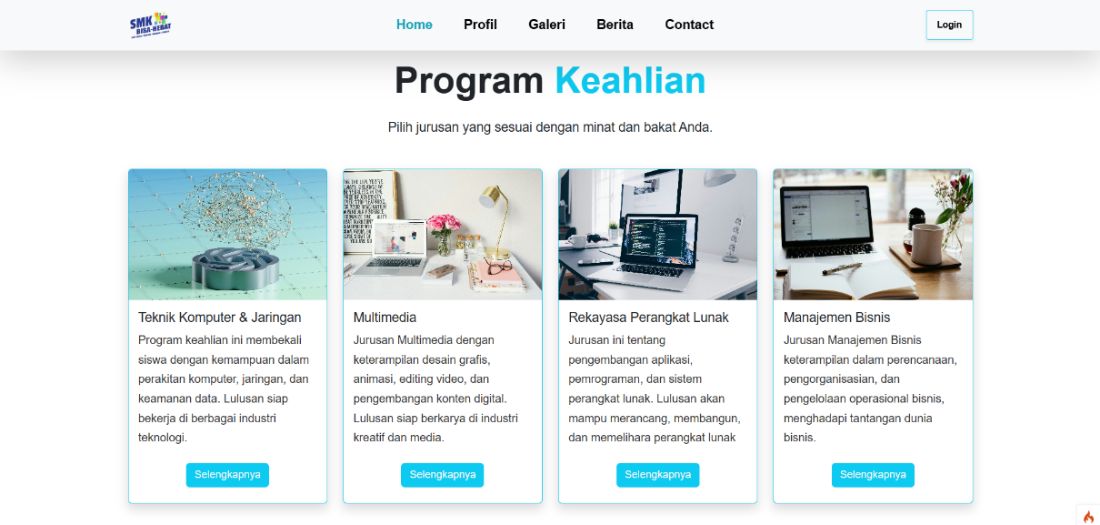 SMK
BISA-HEBAT
Home
Profil
Galeri
Berita
Contact
Login
Program Keahlian
Pilih jurusan yang sesuai dengan minat dan bakat Anda.
Teknik Komputer & Jaringan
Program keahlian ini membekali
siswa dengan kemampuan dalam
perakitan komputer, jaringan, dan
keamanan data. Lulusan siap
bekerja di berbagai industri
teknologi.
Selengkapnya
Multimedia
Jurusan Multimedia dengan
keterampilan desain grafis,
animasi, editing video, dan
pengembangan konten digital.
Lulusan siap berkarya di industri
kreatif dan media.
Selengkapnya
Rekayasa Perangkat Lunak
Jurusan ini tentang
pengembangan aplikasi,
pemrograman, dan sistem
perangkat lunak. Lulusan akan
mampu merancang, membangun,
dan memelihara perangkat lunak
Selengkapnya
Manajemen Bisnis
Jurusan Manajemen Bisnis
keterampilan dalam perencanaan,
pengorganisasian, dan
pengelolaan operasional bisnis,
menghadapi tantangan dunia
bisnis.
Selengkapnya